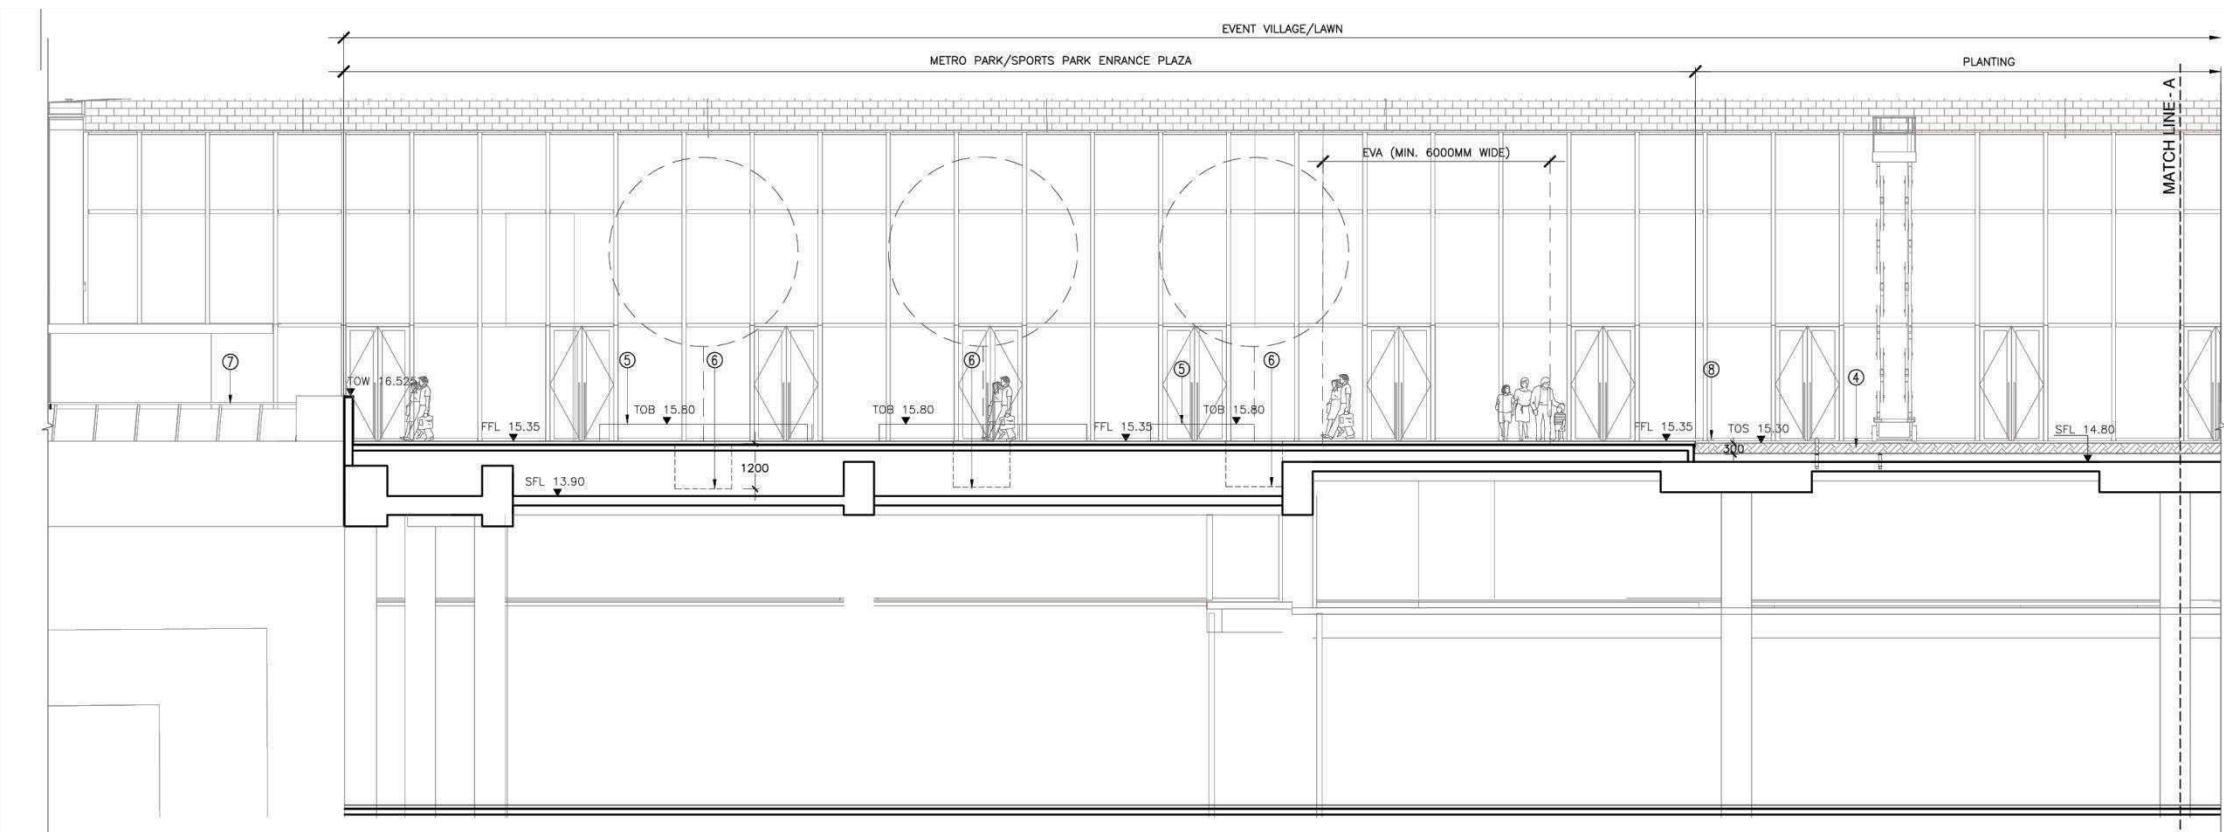 EVENT VILLAGE/LAWN
METRO PARK/SPORTS PARK ENRANCE PLAZA
PLANTING
MATCH LINE - A
EVA (MIN. 6000MM WIDE)
7
5
6
6
5
6
8
4
TOW 16.525
TOB 15.80
TOB 15.80
TOB 15.80
FFL 15.35
FFL 15.35
FFL 15.35
TOS 15.30
SFL 14.80
300
1200
SFL 13.90